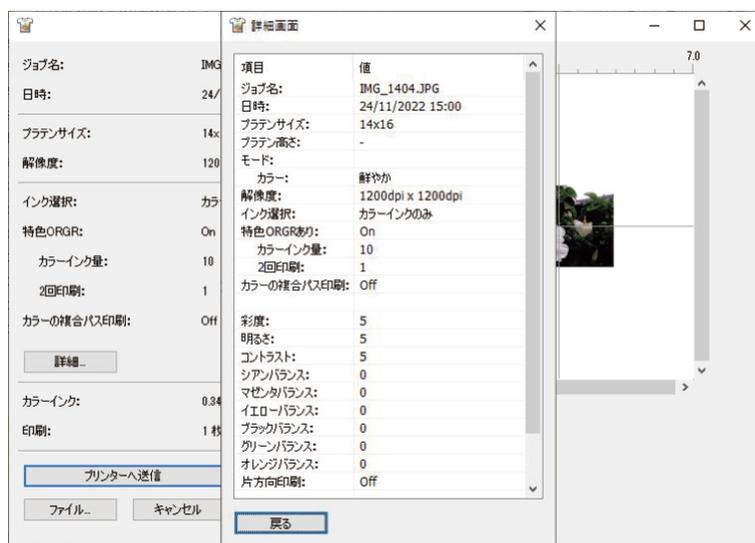 ジョブ名: IMG
日時: 24/
プラテンサイズ: 14x
解像度: 120
インク選択: カラ
特色ORGR: On
カラーインク量: 10
2回印刷: 1
カラーの複合パス印刷: Off
詳細...
カラーインク: 0.34
印刷: 1 枚
プリンターへ送信
ファイル... キャンセル
詳細画面
項目 値
ジョブ名: IMG_1404.JPG
日時: 24/11/2022 15:00
プラテンサイズ: 14x16
プラテン高さ: -
モード:
カラー: 鮮やか
解像度: 1200dpi x 1200dpi
インク選択: カラーインクのみ
特色ORGRあり: On
カラーインク量: 10
2回印刷: 1
カラーの複合パス印刷: Off
彩度: 5
明るさ: 5
コントラスト: 5
シアンバランス: 0
マゼンタバランス: 0
イエローバランス: 0
ブラックバランス: 0
グリーンバランス: 0
オレンジバランス: 0
片方向印刷: Off
戻る
7.0